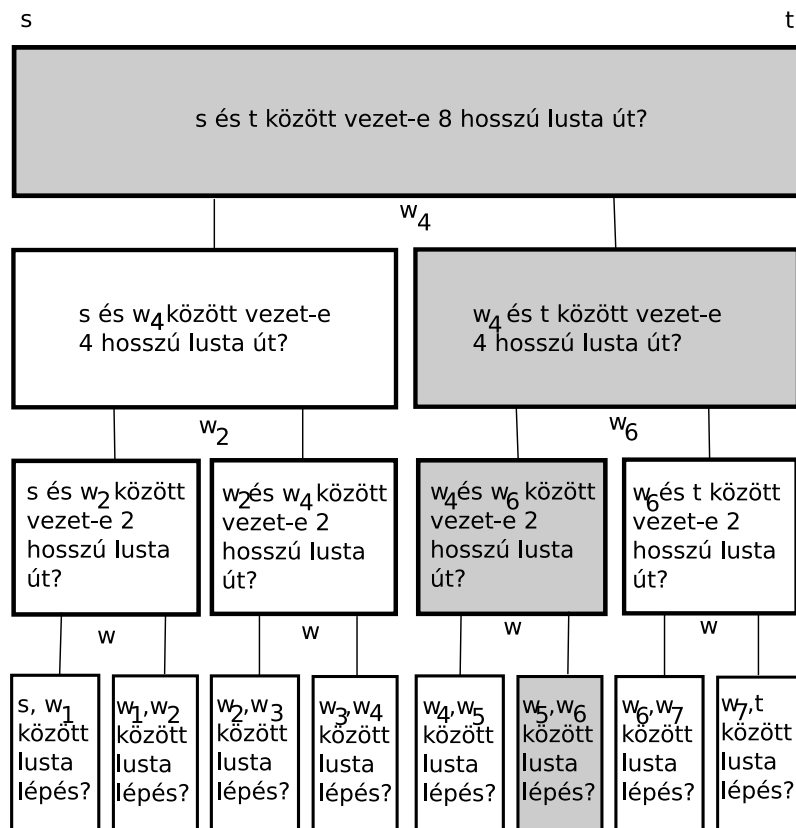 s t
s és t között vezet-e 8 hosszú lusta út?
w4
s és w4 között vezet-e
4 hosszú lusta út?
w4 és t között vezet-e
4 hosszú lusta út?
w2 w6
s és w2 között
vezet-e 2
hosszú lusta
út?
w2 és w4 között
vezet-e 2
hosszú lusta
út?
w4 és w6 között
vezet-e 2
hosszú lusta
út?
w6 és t között
vezet-e 2
hosszú lusta
út?
w w w w
s, w1
között
lusta
lépés?
w1,w2
között
lusta
lépés?
w2,w3
között
lusta
lépés?
w3,w4
között
lusta
lépés?
w4,w5
között
lusta
lépés?
w5,w6
között
lusta
lépés?
w6,w7
között
lusta
lépés?
w7,t
között
lusta
lépés?